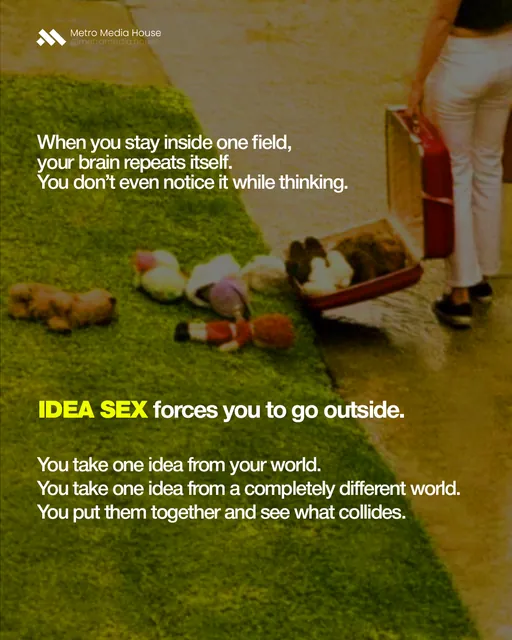 Metro Media House
When you stay inside one field,
your brain repeats itself.
You don't even notice it while thinking.
IDEA SEX forces you to go outside.
You take one idea from your world.
You take one idea from a completely different world.
You put them together and see what collides.